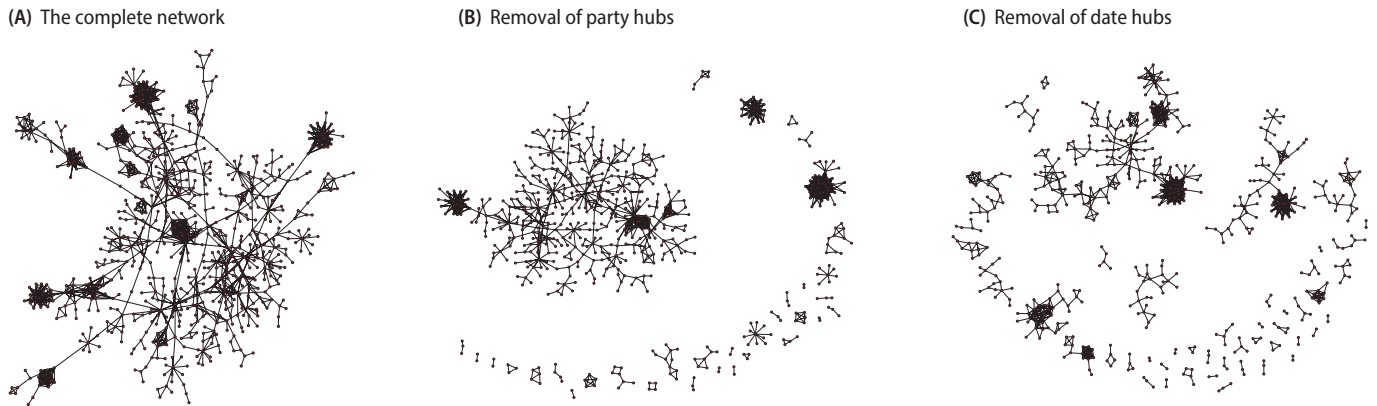 (A) The complete network
(B) Removal of party hubs
(C) Removal of date hubs